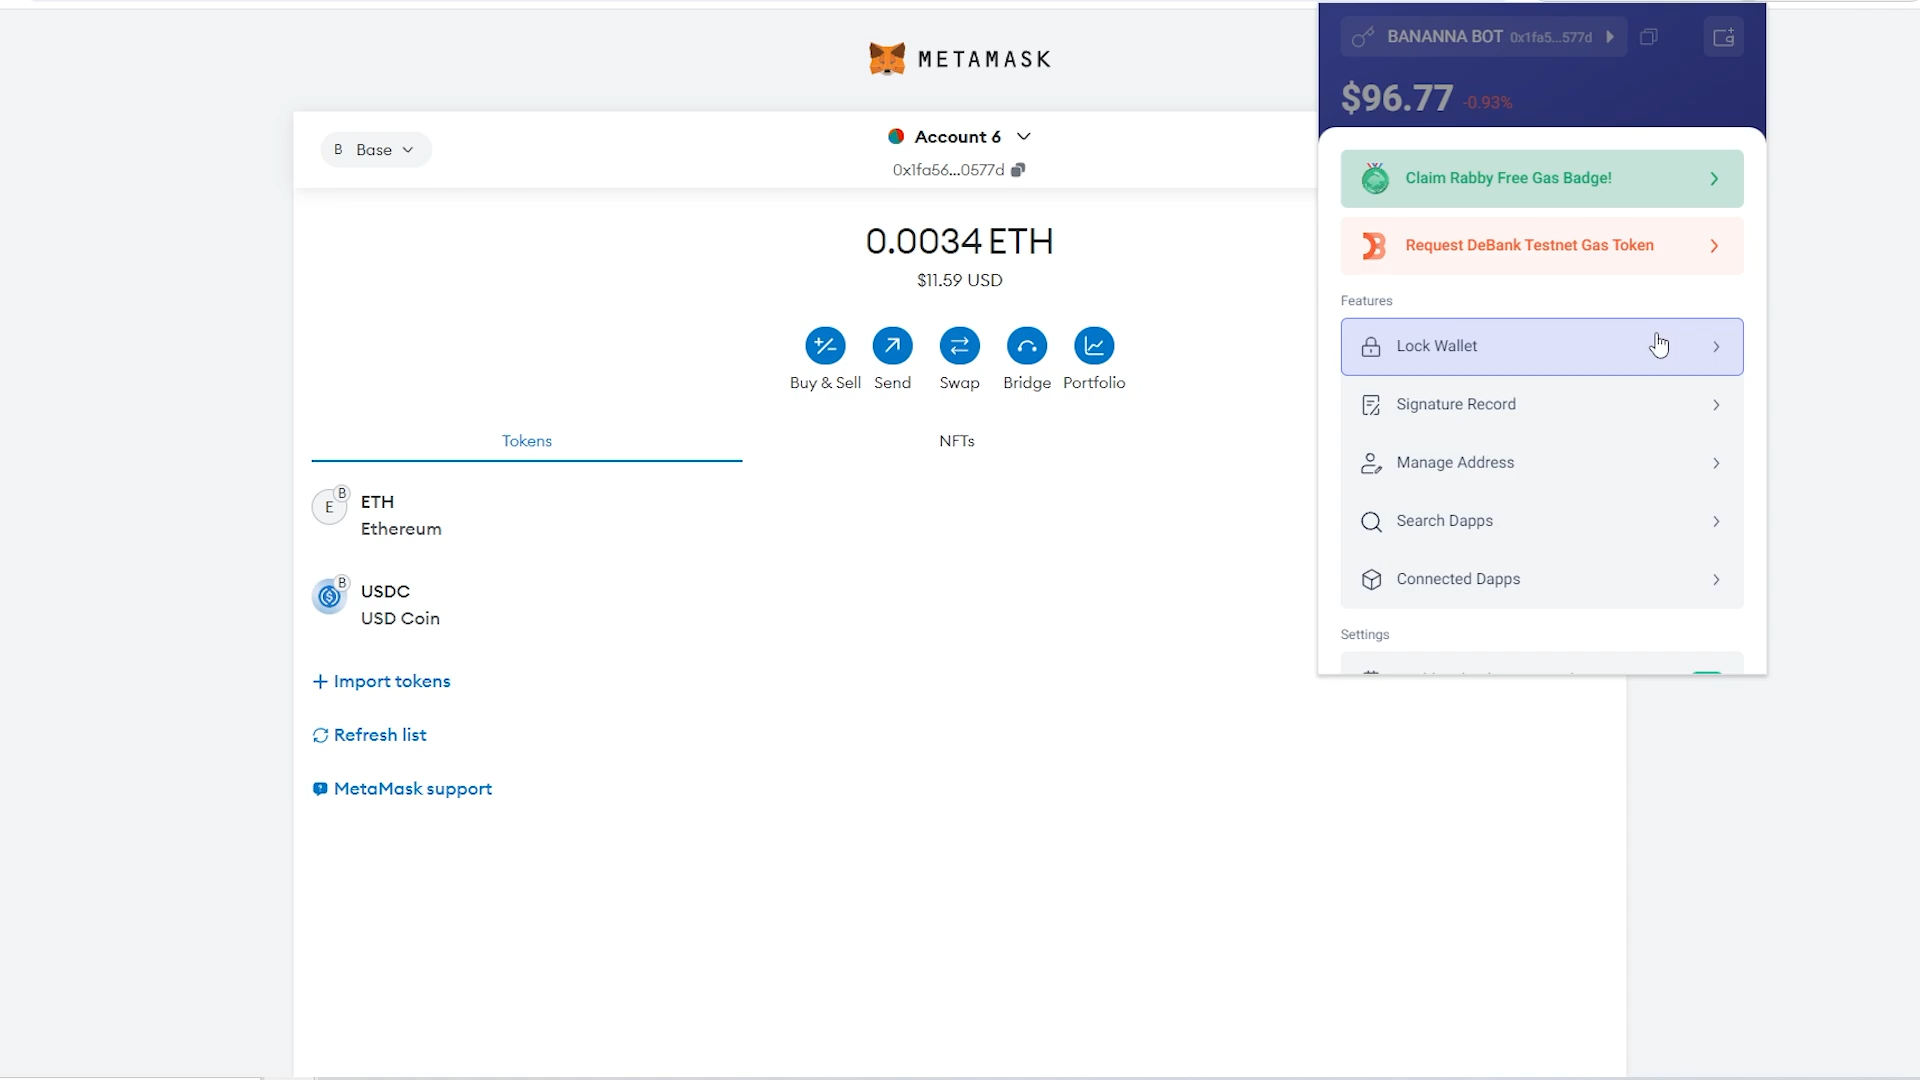 METAMASK
B Base
Account 6
0x1fa56...0577d
0.0034 ETH
$11.59 USD
Buy & Sell
Send
Swap
Bridge
Portfolio
Tokens
NFTs
E
B
ETH
Ethereum
B
USDC
USD Coin
+ Import tokens
Refresh list
MetaMask support
BANANNA BOT 0x1fa5...577d
$96.77 -0.93%
Claim Rabby Free Gas Badge!
Request DeBank Testnet Gas Token
Features
Lock Wallet
Signature Record
Manage Address
Search Dapps
Connected Dapps
Settings